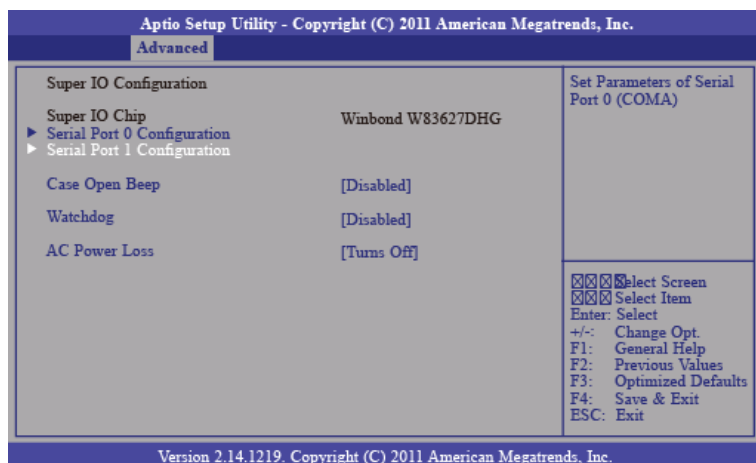 Aptio Setup Utility - Copyright (C) 2011 American Megatrends, Inc.
Advanced
Super IO Configuration
Super IO Chip Winbond W83627DHG
Serial Port 0 Configuration
Serial Port 1 Configuration
Case Open Beep [Disabled]
Watchdog [Disabled]
AC Power Loss [Turns Off]
Set Parameters of Serial
Port 0 (COMA)
Select Screen
Select Item
Enter: Select
+/-: Change Opt.
F1: General Help
F2: Previous Values
F3: Optimized Defaults
F4: Save & Exit
ESC: Exit
Version 2.14.1219. Copyright (C) 2011 American Megatrends, Inc.